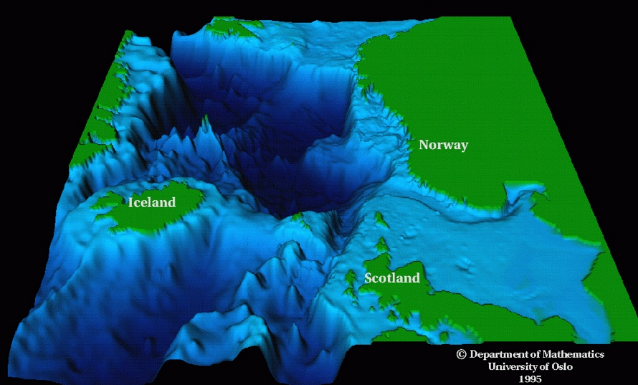 Norway
Iceland
Scotland
© Department of Mathematics
University of Oslo
1995